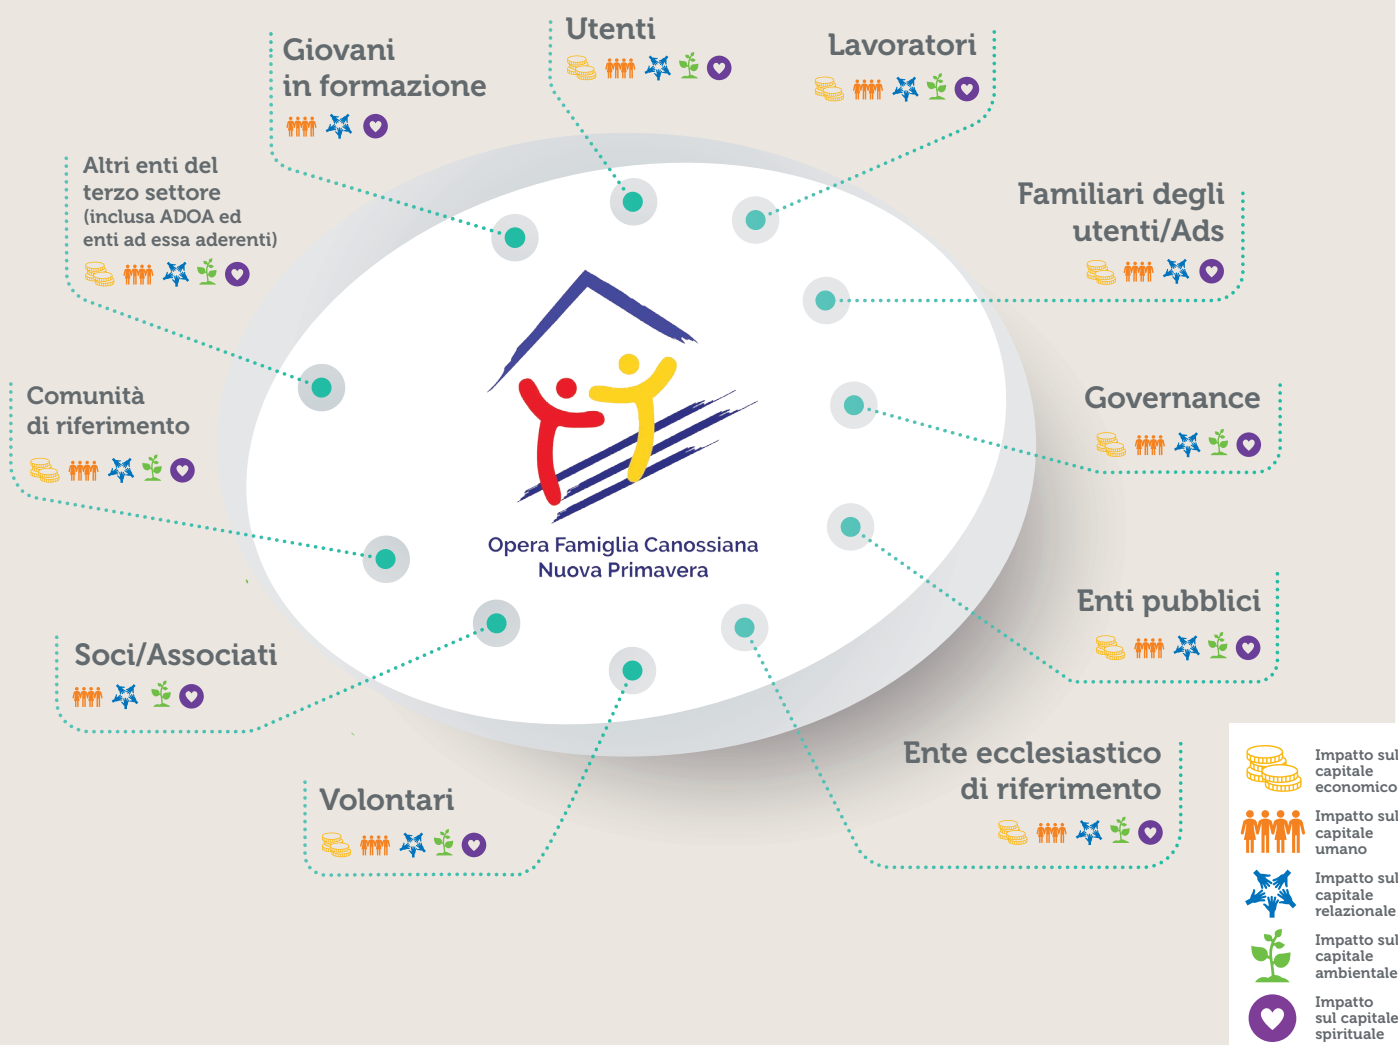 Giovani
in formazione
Utenti
Lavoratori
Altri enti del
terzo settore
(inclusa ADOA ed
enti ad essa aderenti)
Familiari degli
utenti/Ads
Comunità
di riferimento
Governance
Opera Famiglia Canossiana
Nuova Primavera
Enti pubblici
Soci/Associati
Volontari
Ente ecclesiastico
di riferimento
Impatto sul
capitale
economico
Impatto sul
capitale
umano
Impatto sul
capitale
relazionale
Impatto sul
capitale
ambientale
Impatto
sul capitale
spirituale